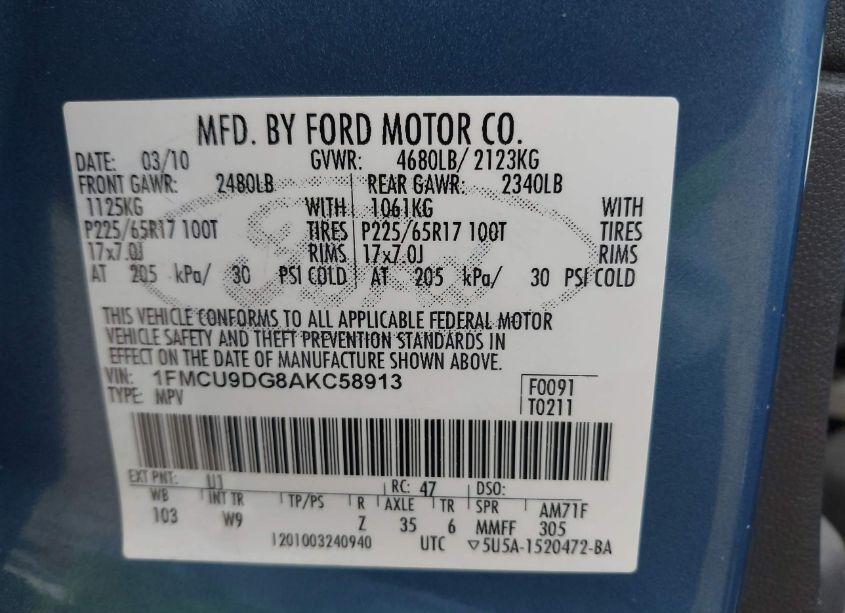 MFD. BY FORD MOTOR CO.
DATE: 03/10 GVWR: 4680LB/ 2123KG
FRONT GAWR: 2480LB REAR GAWR: 2340LB
1125KG WITH 1061KG WITH
P225/65R17 100T TIRES P225/65R17 100T TIRES
17x7.0J RIMS 17x7.0J RIMS
AT 205 kPa/ 30 PSI COLD AT 205 kPa/ 30 PSI COLD
THIS VEHICLE CONFORMS TO ALL APPLICABLE FEDERAL MOTOR
VEHICLE SAFETY AND THEFT PREVENTION STANDARDS IN
EFFECT ON THE DATE OF MANUFACTURE SHOWN ABOVE.
VIN: 1FMCU9DG8AKC58913 F0091
TYPE: MPV T0211
EXT PNT: UJ RC: 47 DSO:
WB INT TR TP/PS R AXLE TR SPR AM71F
103 W9 Z 35 6 MMFF 305
1201003240940 UTC ▽5U5A-1520472-BA
Ford